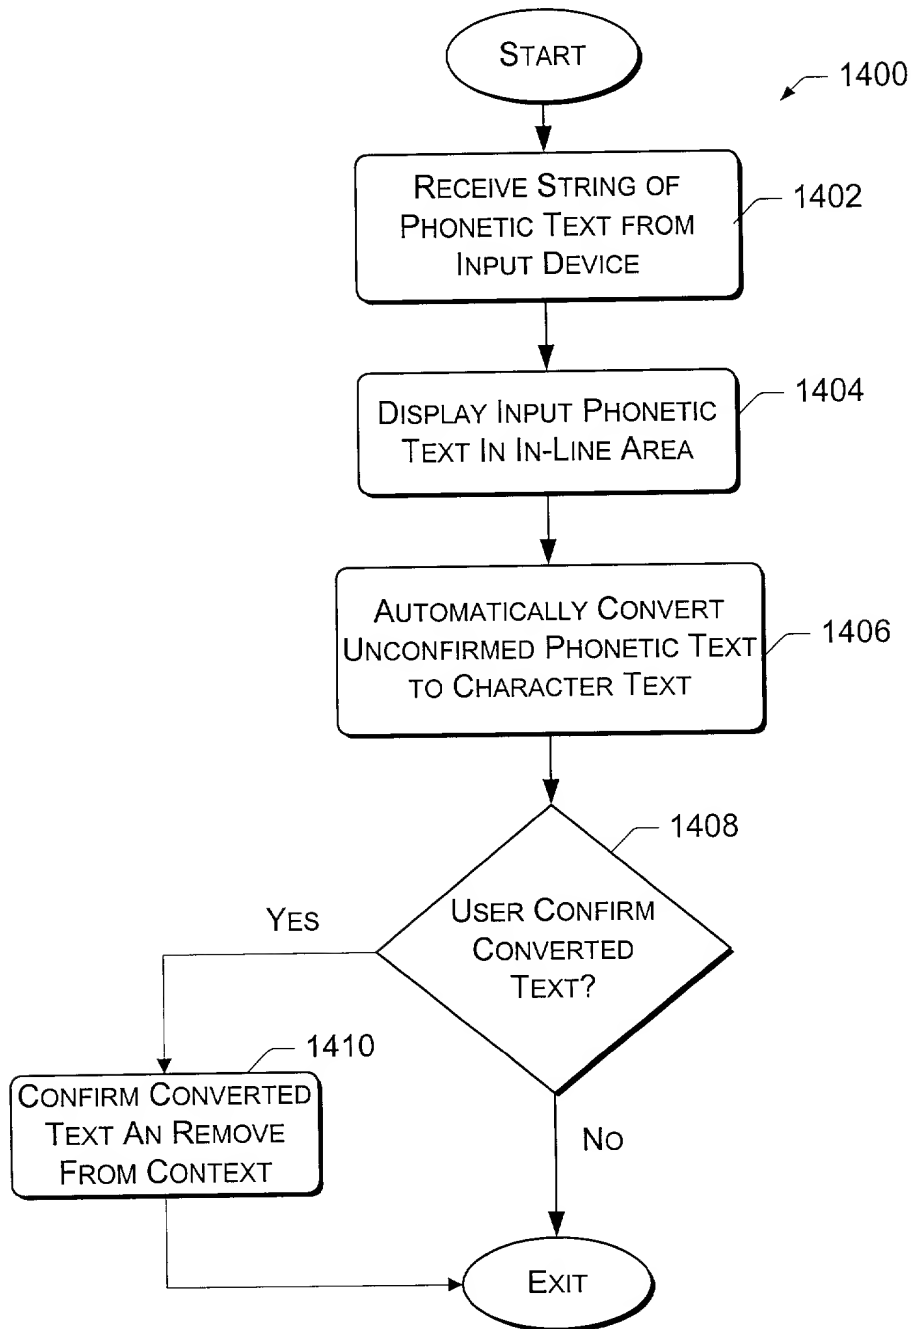 START
1400
RECEIVE STRING OF
PHONETIC TEXT FROM
INPUT DEVICE
1402
DISPLAY INPUT PHONETIC
TEXT IN IN-LINE AREA
1404
AUTOMATICALLY CONVERT
UNCONFIRMED PHONETIC TEXT
TO CHARACTER TEXT
1406
1408
USER CONFIRM
CONVERTED
TEXT?
YES
1410
CONFIRM CONVERTED
TEXT AN REMOVE
FROM CONTEXT
NO
EXIT